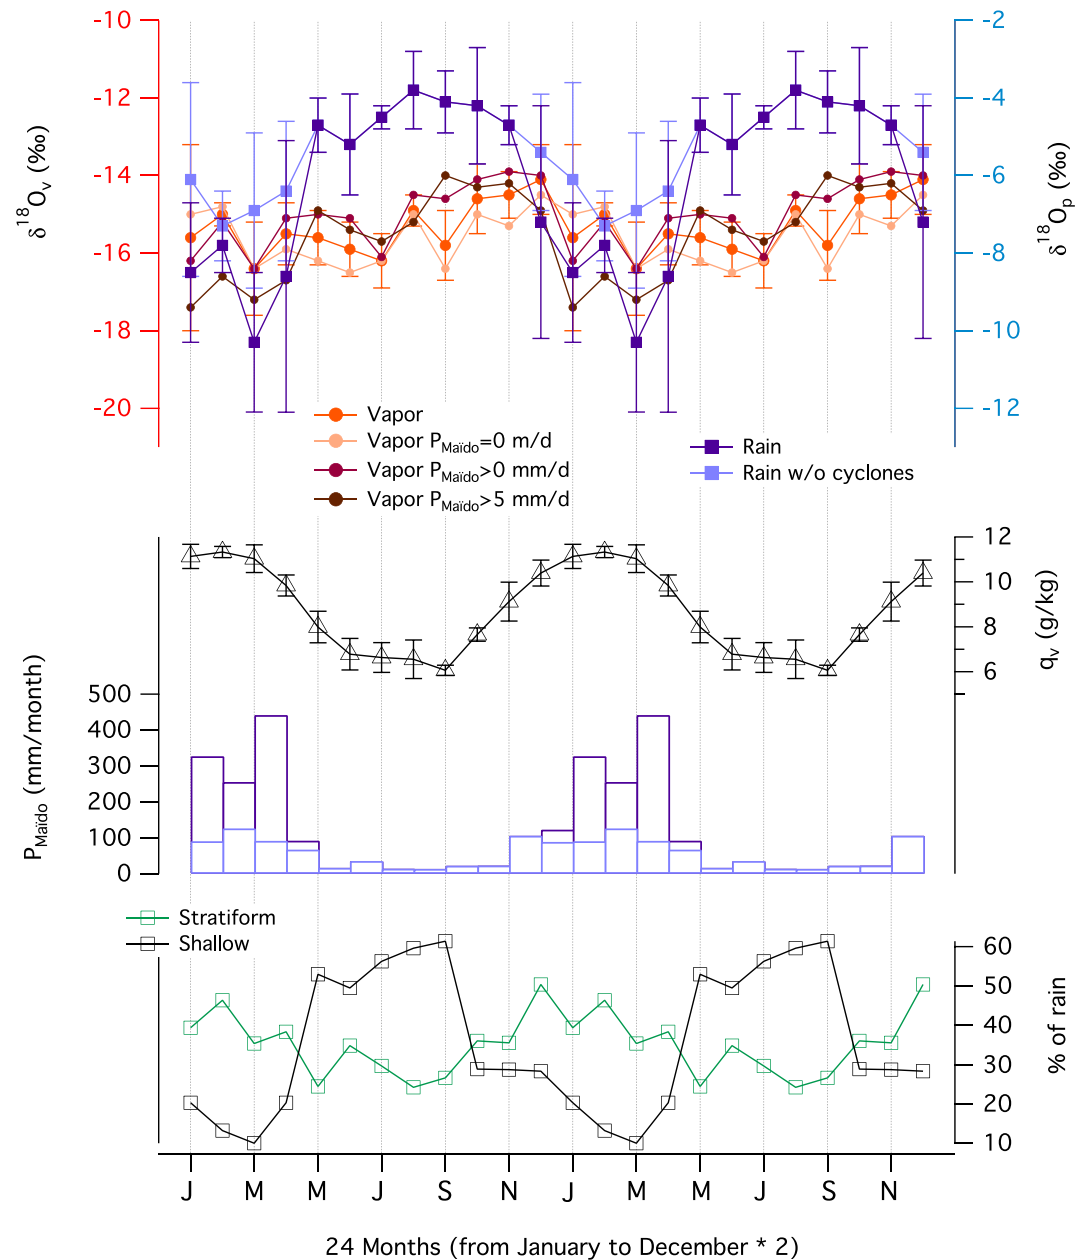 -10
-12
-14
-16
-18
-20
δ18Ov (‰)
-2
-4
-6
-8
-10
-12
δ18Op (‰)
Vapor
Vapor PMaïdo=0 m/d
Vapor PMaïdo>0 mm/d
Vapor PMaïdo>5 mm/d
Rain
Rain w/o cyclones
12
10
8
6
qv (g/kg)
500
400
300
200
100
0
PMaïdo (mm/month)
Stratiform
Shallow
60
50
40
30
20
10
% of rain
J M M J S N J M M J S N
24 Months (from January to December * 2)